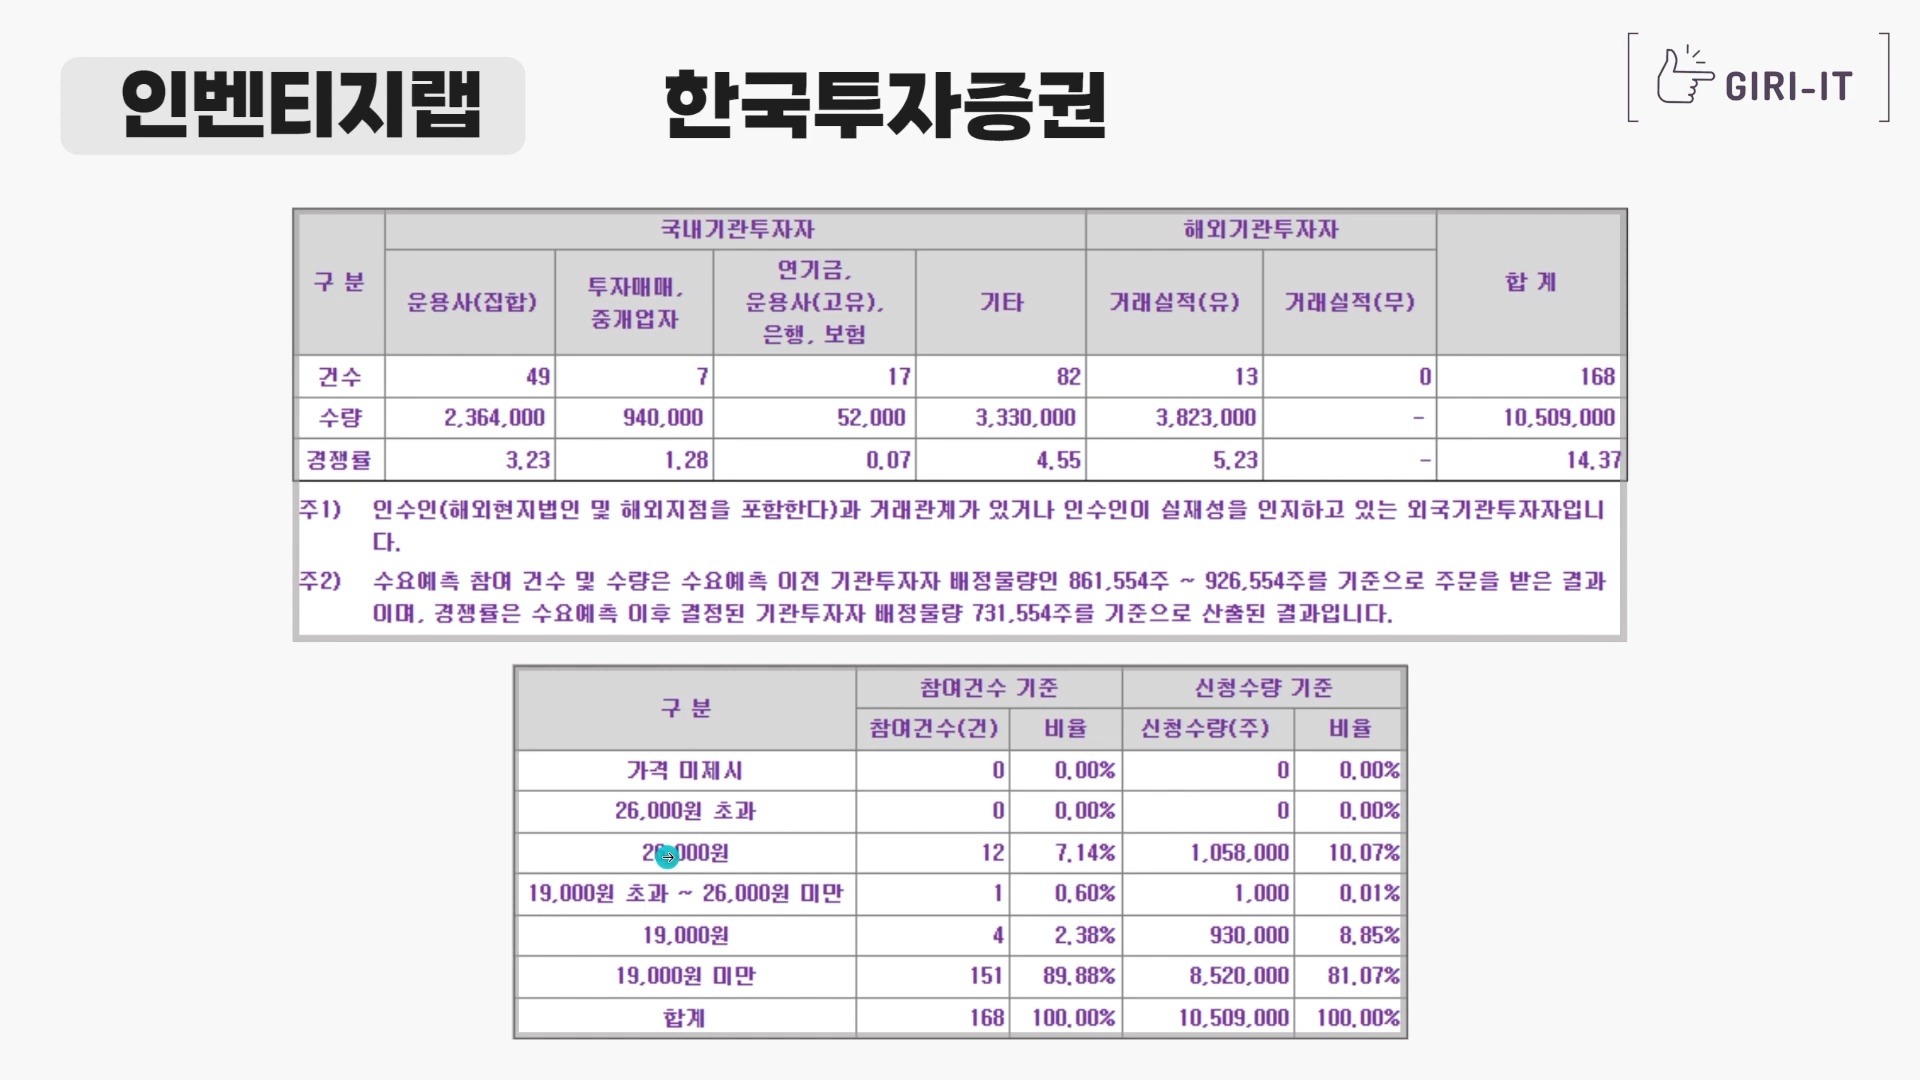 인벤티지랩
한국투자증권
GIRI-IT
구 분 국내기관투자자 해외기관투자자 합 계
운용사(집합) 투자매매, 중개업자 연기금, 운용사(고유), 은행, 보험 기타 거래실적(유) 거래실적(무)
건수 49 7 17 82 13 0 168
수량 2,364,000 940,000 52,000 3,330,000 3,823,000 - 10,509,000
경쟁률 3.23 1.28 0.07 4.55 5.23 - 14.37
주1) 인수인(해외현지법인 및 해외지점을 포함한다)과 거래관계가 있거나 인수인이 실재성을 인지하고 있는 외국기관투자자입니
다.
주2) 수요예측 참여 건수 및 수량은 수요예측 이전 기관투자자 배정물량인 861,554주 ~ 926,554주를 기준으로 주문을 받은 결과
이며, 경쟁률은 수요예측 이후 결정된 기관투자자 배정물량 731,554주를 기준으로 산출된 결과입니다.
구 분 참여건수 기준 신청수량 기준
참여건수(건) 비율 신청수량(주) 비율
가격 미제시 0 0.00% 0 0.00%
26,000원 초과 0 0.00% 0 0.00%
12 7.14% 1,058,000 10.07%
19,000원 초과 ~ 26,000원 미만 1 0.60% 1,000 0.01%
19,000원 4 2.38% 930,000 8.85%
19,000원 미만 151 89.88% 8,520,000 81.07%
합계 168 100.00% 10,509,000 100.00%